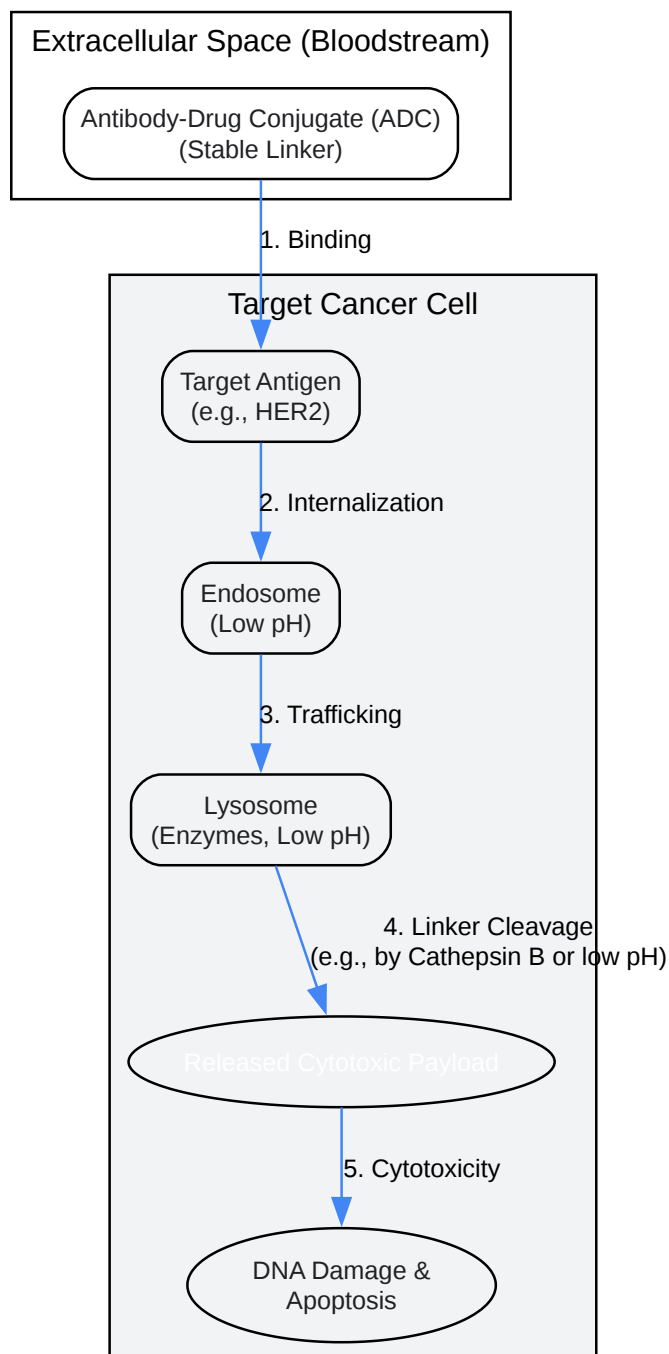 Extracellular Space (Bloodstream)
Antibody-Drug Conjugate (ADC)
(Stable Linker)
1. Binding
Target Cancer Cell
Target Antigen
(e.g., HER2)
2. Internalization
Endosome
(Low pH)
3. Trafficking
Lysosome
(Enzymes, Low pH)
4. Linker Cleavage
(e.g., by Cathepsin B or low pH)
Released Cytotoxic Payload
5. Cytotoxicity
DNA Damage &
Apoptosis